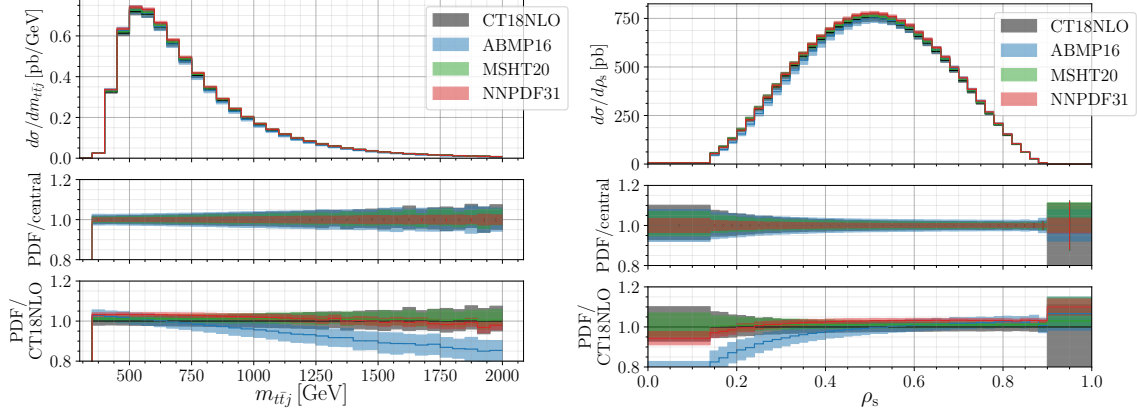 dσ/dm_{tt̄j} [pb/GeV]
0.6
0.4
0.2
0.0
CT18NLO
ABMP16
MSHT20
NNPDF31
PDF/central
1.2
1.0
0.8
PDF/
CT18NLO
1.2
1.0
0.8
500
750
1000
1250
1500
1750
2000
m_{tt̄j} [GeV]
dσ/dρ_s [pb]
750
500
250
0
CT18NLO
ABMP16
MSHT20
NNPDF31
PDF/central
1.2
1.0
0.8
PDF/
CT18NLO
1.2
1.0
0.8
0.0
0.2
0.4
0.6
0.8
1.0
ρ_s